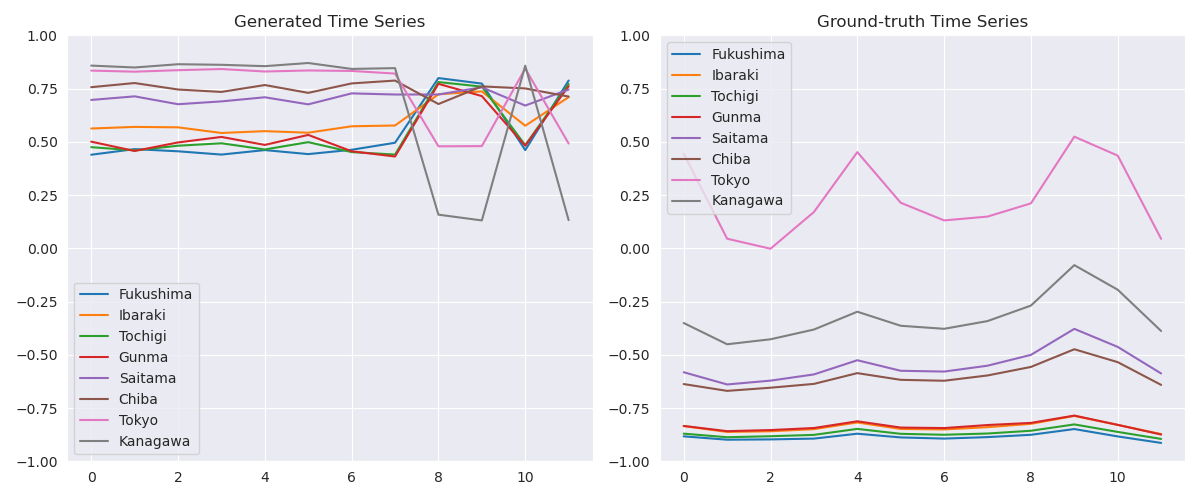 Generated Time Series
1.00
0.75
0.50
0.25
0.00
−0.25
−0.50
−0.75
−1.00
Fukushima
Ibaraki
Tochigi
Gunma
Saitama
Chiba
Tokyo
Kanagawa
0 2 4 6 8 10
Ground-truth Time Series
1.00
0.75
0.50
0.25
0.00
−0.25
−0.50
−0.75
−1.00
Fukushima
Ibaraki
Tochigi
Gunma
Saitama
Chiba
Tokyo
Kanagawa
0 2 4 6 8 10